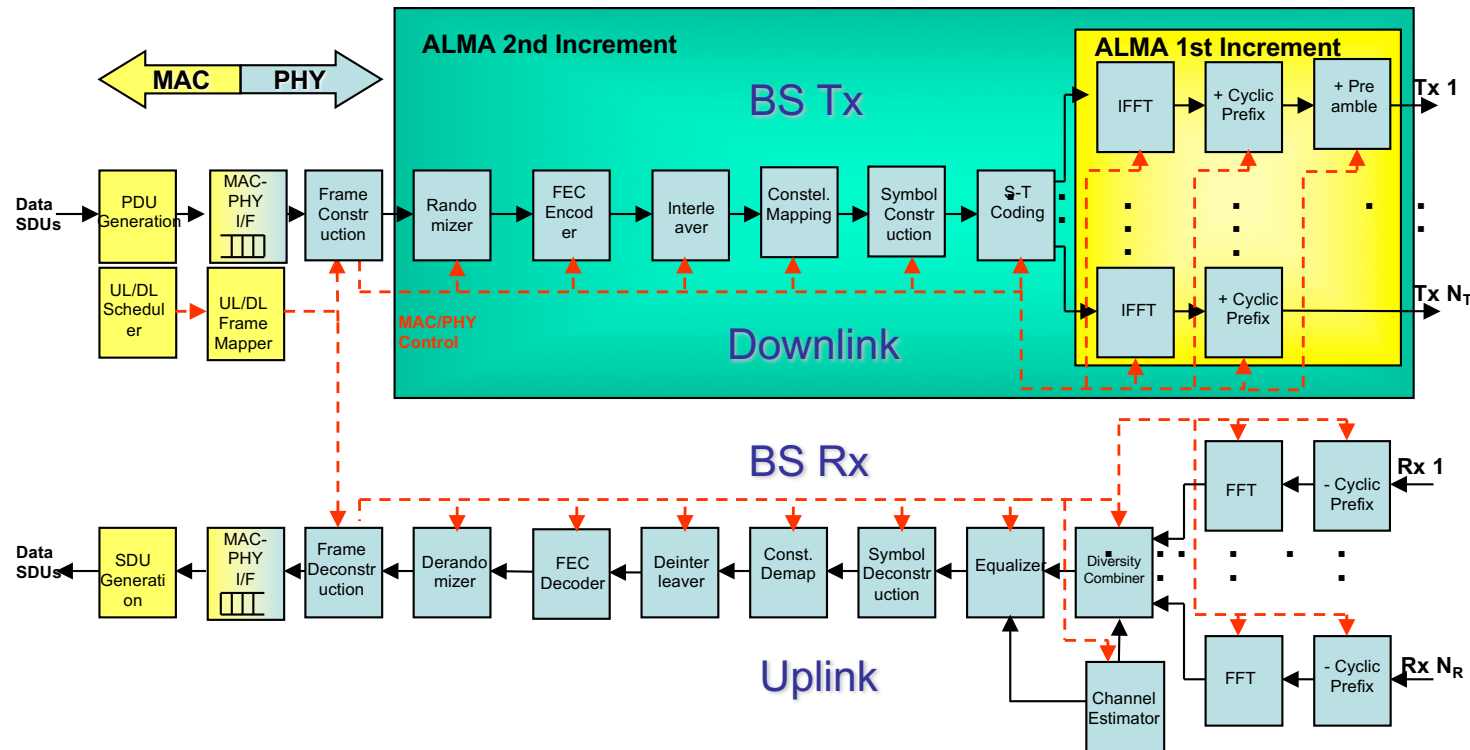 ALMA 2nd Increment
ALMA 1st Increment
MAC
PHY
BS Tx
IFFT
+ Cyclic
Prefix
+ Pre
amble
Tx 1
Data
SDUs
PDU
Generation
MAC-
PHY
I/F
Frame
Constr
uction
Rando
mizer
FEC
Encod
er
Interle
aver
Constel.
Mapping
Symbol
Constr
uction
S-T
Coding
UL/DL
Schedul
er
UL/DL
Frame
Mapper
MAC/PHY
Control
Downlink
IFFT
+ Cyclic
Prefix
Tx NT
BS Rx
FFT
- Cyclic
Prefix
Rx 1
Data
SDUs
SDU
Generati
on
MAC-
PHY
I/F
Frame
Deconstr
uction
Derando
mizer
FEC
Decoder
Deinter
leaver
Const.
Demap
Symbol
Deconstr
uction
Equalizer
Diversity
Combiner
Uplink
Channel
Estimator
FFT
- Cyclic
Prefix
Rx NR